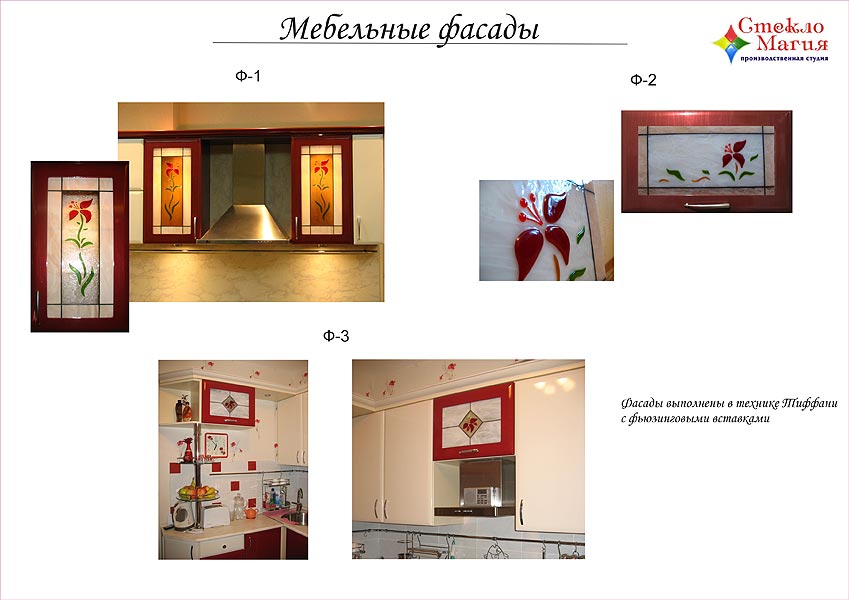 Мебельные фасады
Стекло
Магия
производственная студия
Ф-1
Ф-2
Ф-3
Фасады выполнены в технике Тиффани
с фьюзинговыми вставками